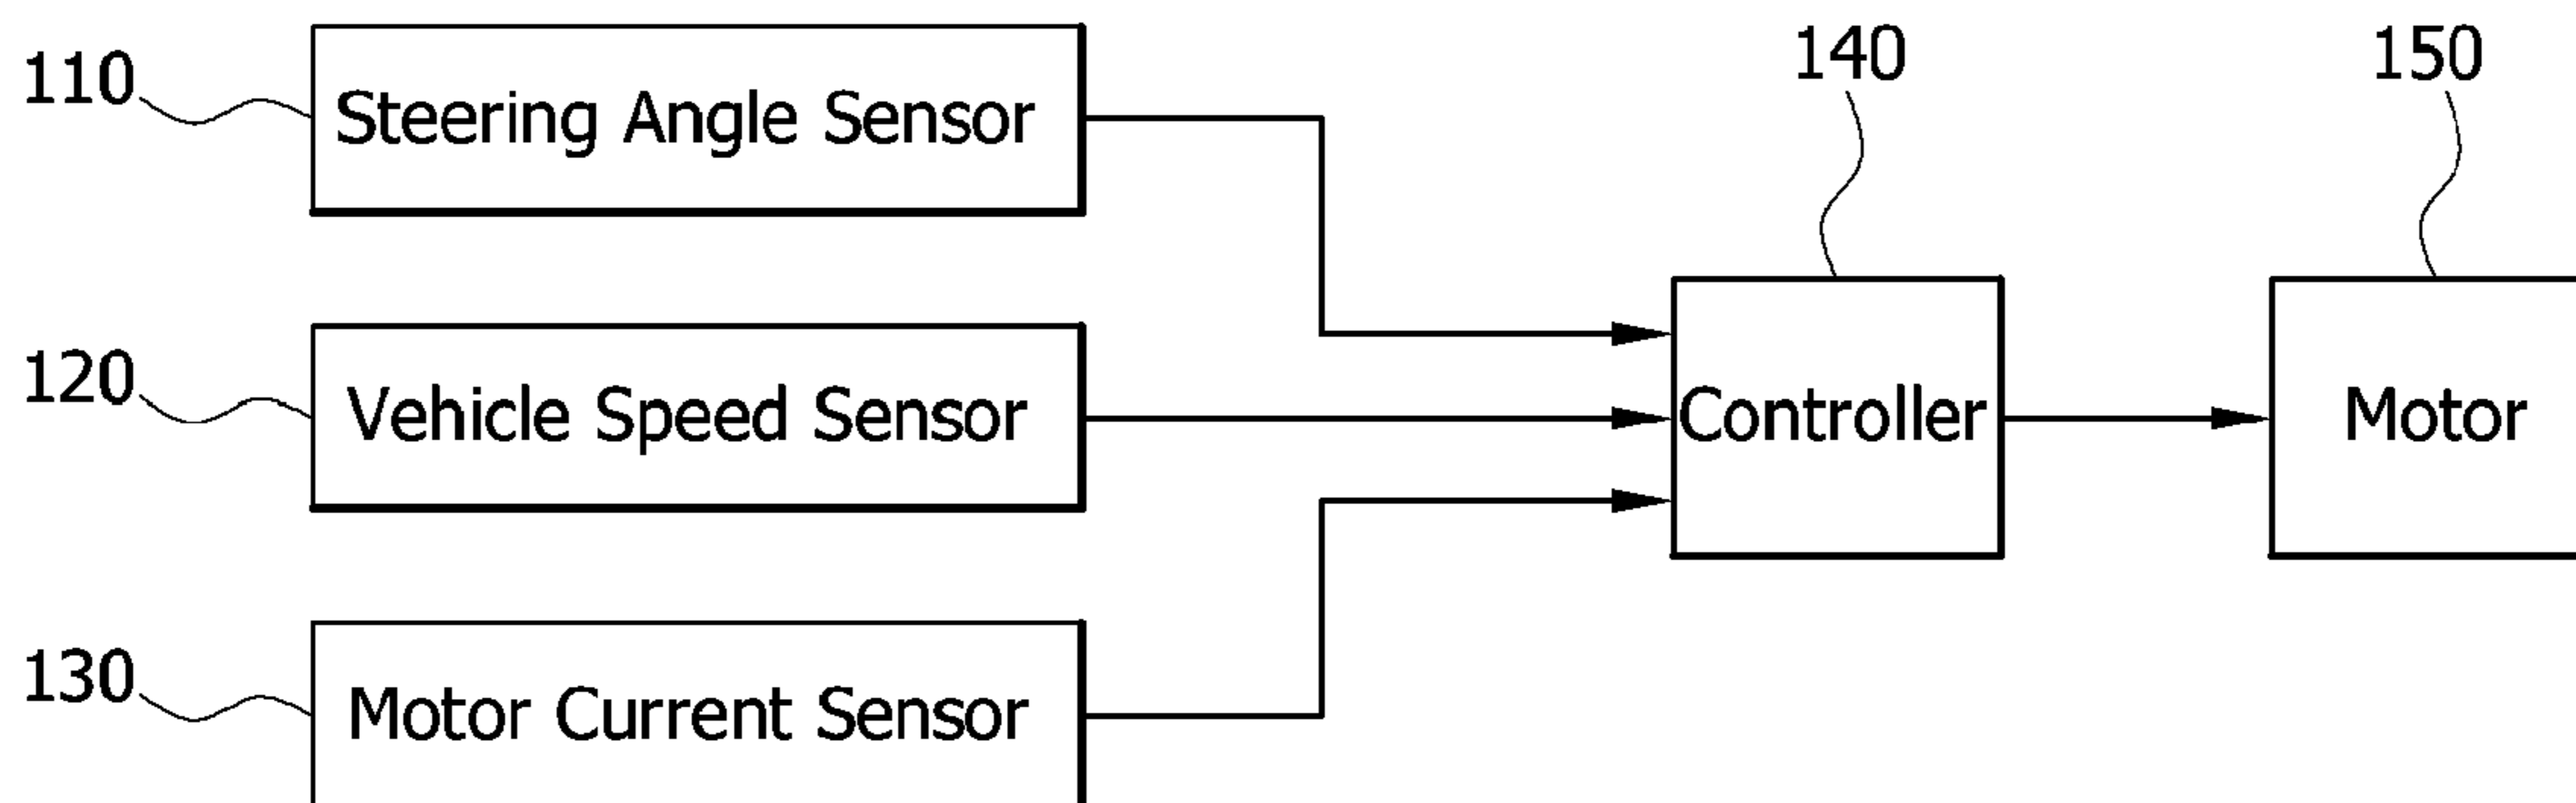 110
Steering Angle Sensor
140
150
120
Vehicle Speed Sensor
Controller
Motor
130
Motor Current Sensor